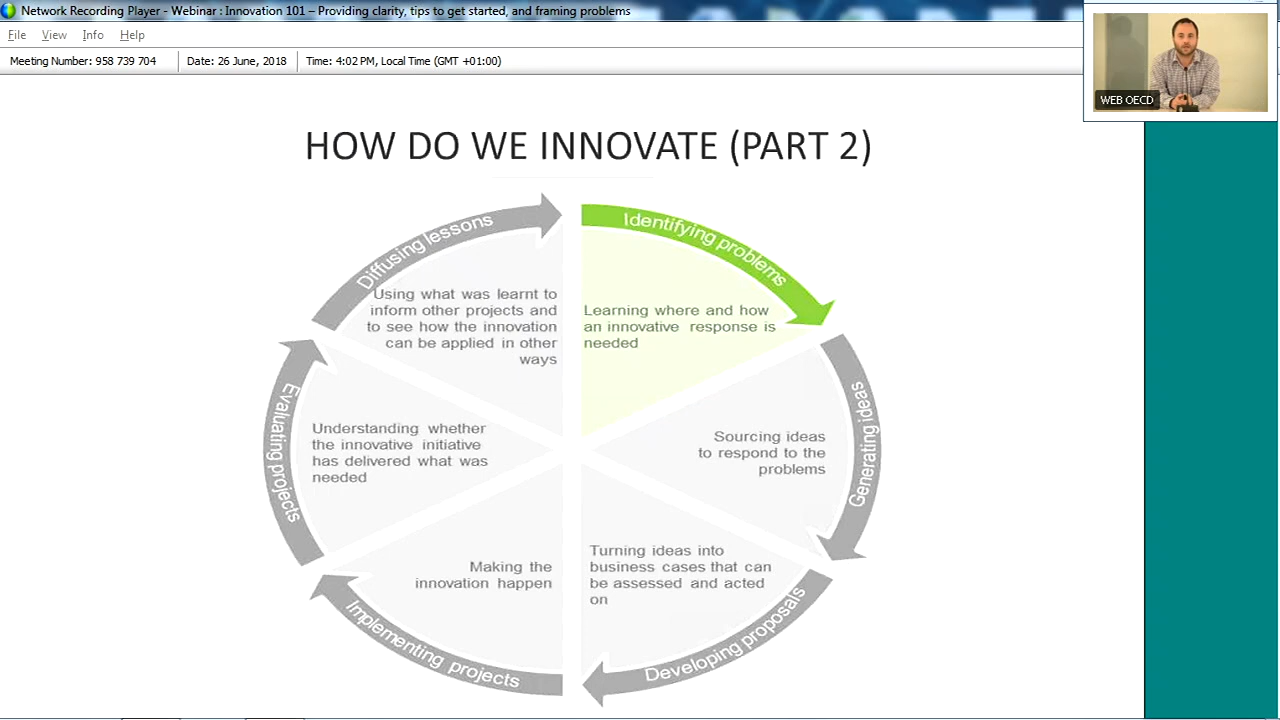 Network Recording Player - Webinar : Innovation 101 – Providing clarity, tips to get started, and framing problems
File View Info Help
Meeting Number: 958 739 704 Date: 26 June, 2018 Time: 4:02 PM, Local Time (GMT +01:00)
WEB OECD
HOW DO WE INNOVATE (PART 2)
Identifying problems
Learning where and how
an innovative response is
needed
Generating ideas
Sourcing ideas
to respond to the
problems
Developing proposals
Turning ideas into
business cases that can
be assessed and acted
on
Implementing projects
Making the
innovation happen
Evaluating projects
Understanding whether
the innovative initiative
has delivered what was
needed
Diffusing lessons
Using what was learnt to
inform other projects and
to see how the innovation
can be applied in other
ways